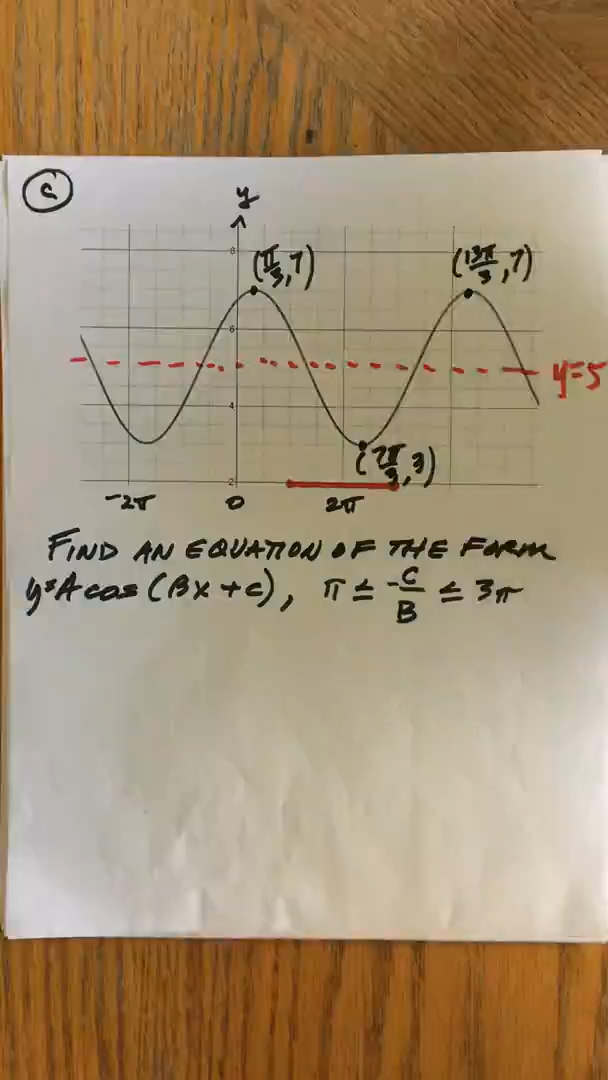 a
y
8
(π/3, 7)
(13π/3, 7)
6
y=5
4
(7π/3, 3)
2
-2π 0 2π
FIND AN EQUATION OF THE FORM
y=A cos (Bx+c), π ≤ -C/B ≤ 3π